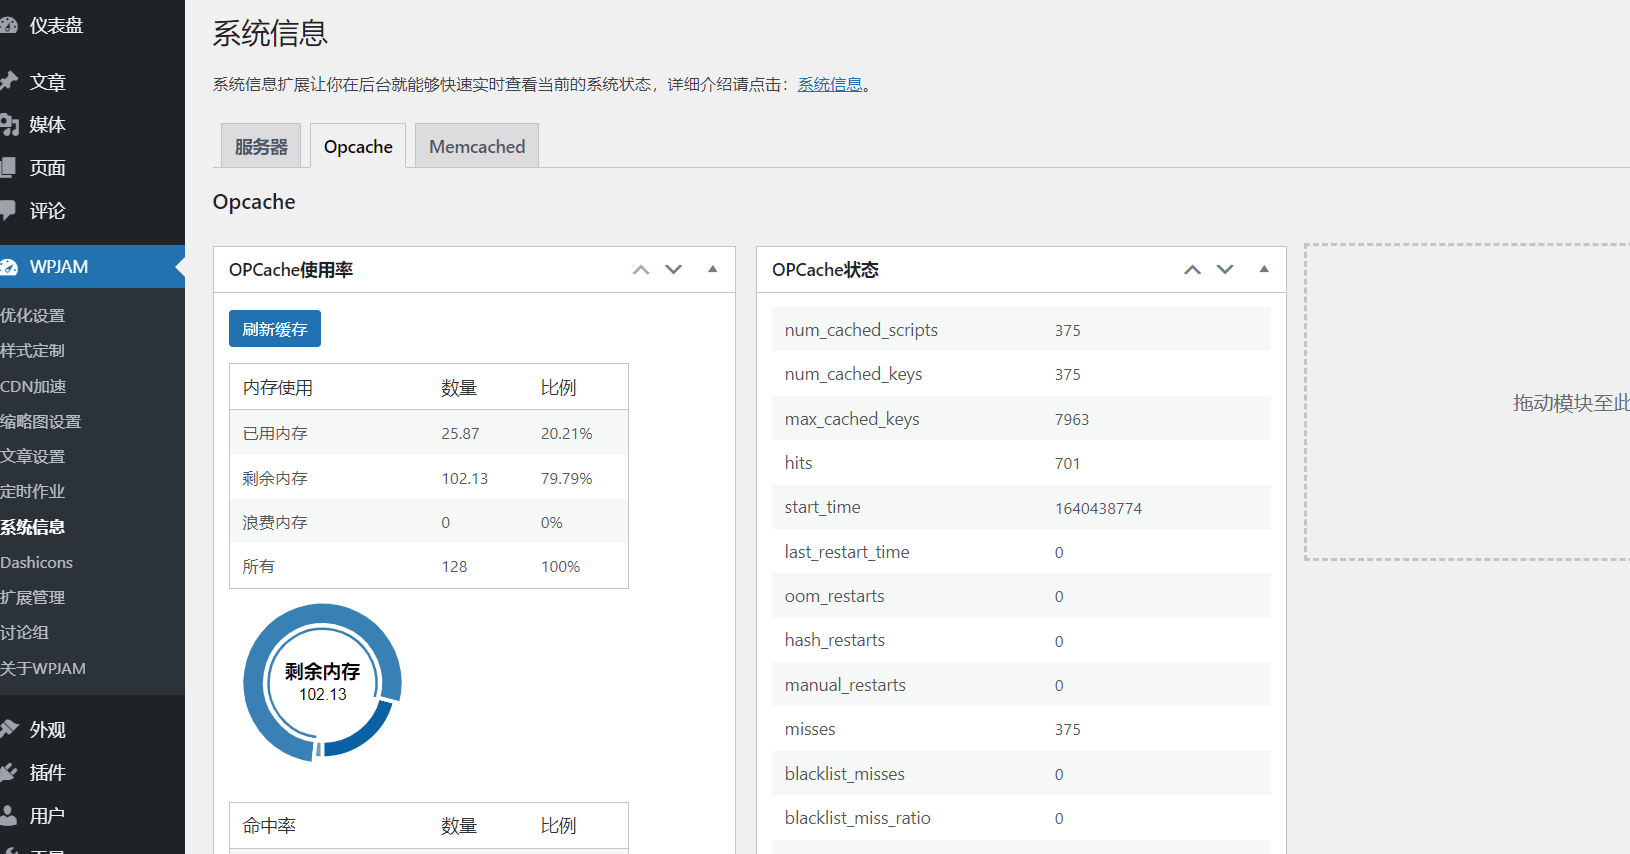 仪表盘
文章
媒体
页面
评论
WPJAM
优化设置
样式定制
CDN加速
缩略图设置
文章设置
定时作业
系统信息
Dashicons
扩展管理
讨论组
关于WPJAM
外观
插件
用户
系统信息
系统信息扩展让你在后台就能够快速实时查看当前的系统状态，详细介绍请点击：系统信息。
服务器 Opcache Memcached
Opcache
OPCache使用率
刷新缓存
内存使用 数量 比例
已用内存 25.87 20.21%
剩余内存 102.13 79.79%
浪费内存 0 0%
所有 128 100%
剩余内存
102.13
命中率 数量 比例
OPCache状态
num_cached_scripts 375
num_cached_keys 375
max_cached_keys 7963
hits 701
start_time 1640438774
last_restart_time 0
oom_restarts 0
hash_restarts 0
manual_restarts 0
misses 375
blacklist_misses 0
blacklist_miss_ratio 0
拖动模块至此